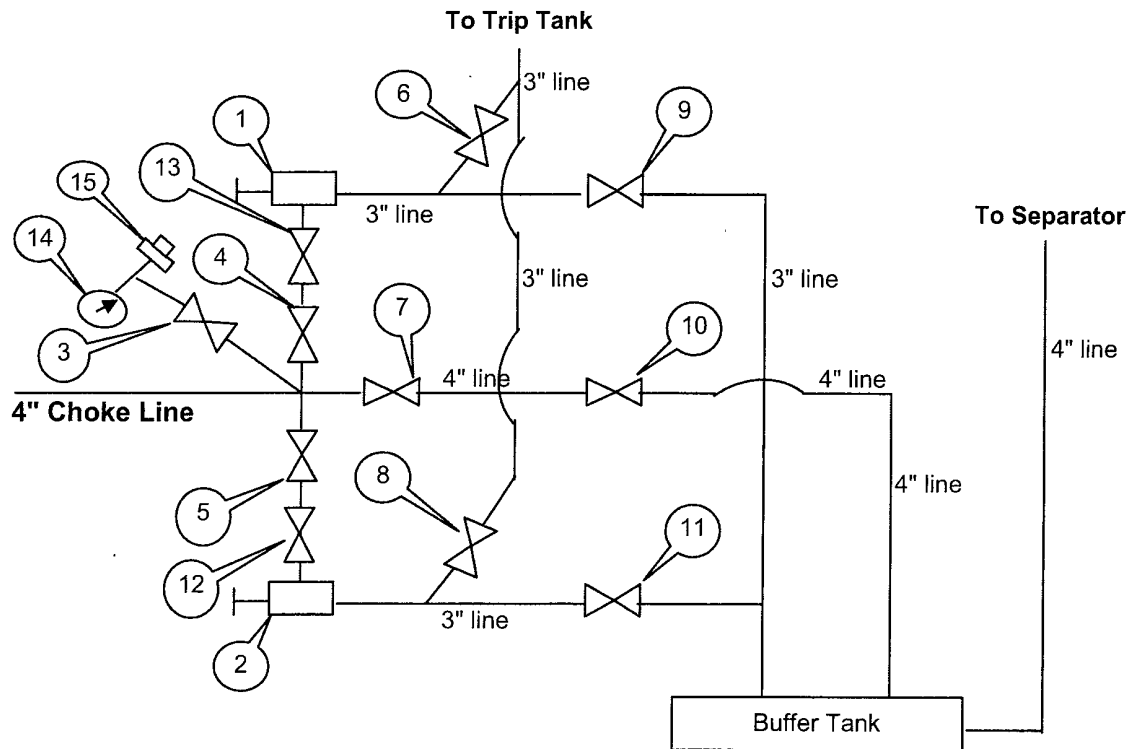 To Trip Tank
3" line
6
9
1
13
15
3" line
To Separator
14
4
3" line
3" line
7
10
4" line
3
4" line
4" line
4" Choke Line
8
4" line
5
11
12
3" line
2
Buffer Tank